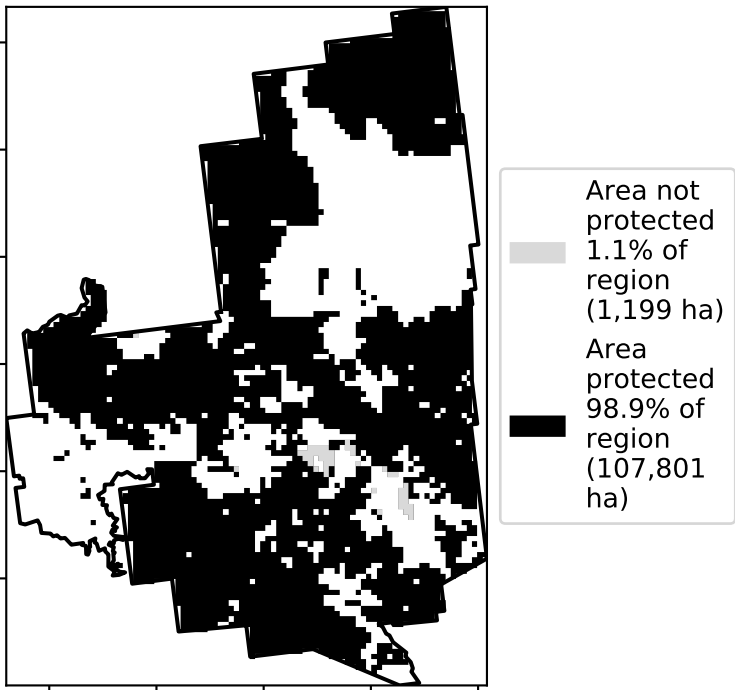 Area not
protected
1.1% of
region
(1,199 ha)
Area
protected
98.9% of
region
(107,801
ha)